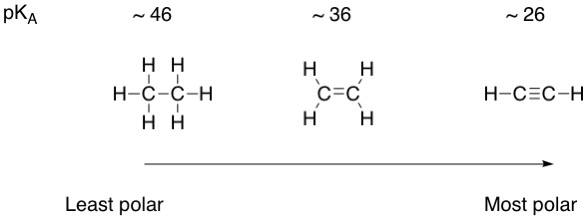 pKA ~ 46 ~ 36 ~ 26
H H H H
H-C-C-H C=C H-C≡C-H
H H H H
Least polar Most polar